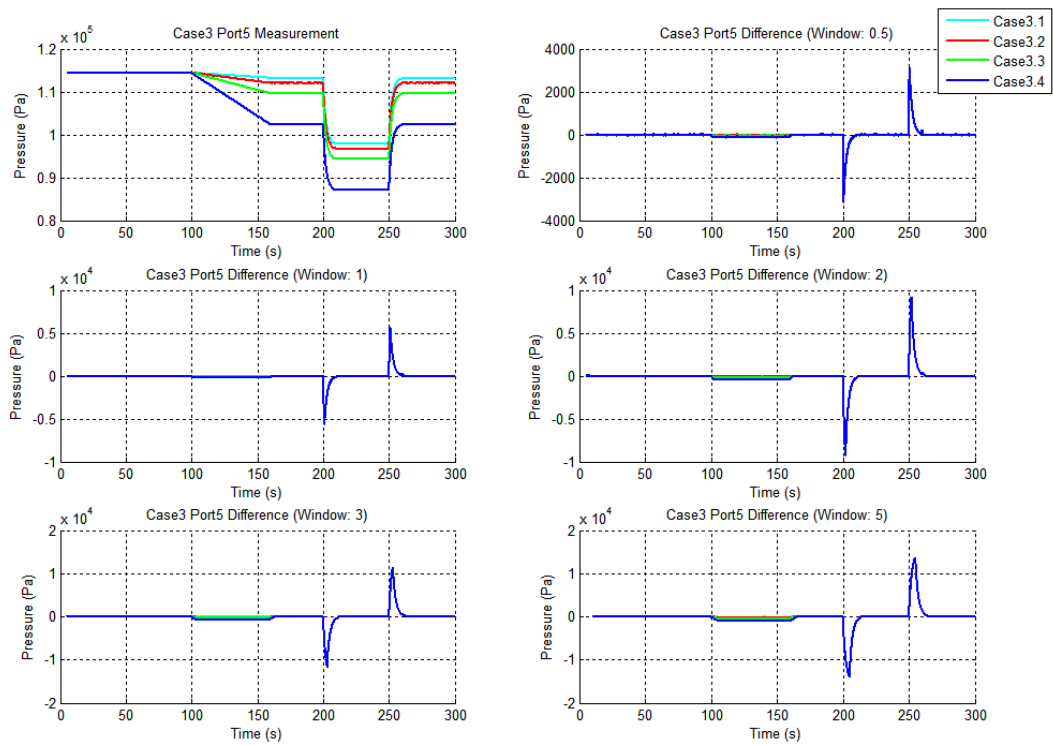 Case3.1
Case3.2
Case3.3
Case3.4
Case3 Port5 Measurement
x 10^5
Pressure (Pa)
1.2
1.1
1
0.9
0.8
0 50 100 150 200 250 300
Time (s)
Case3 Port5 Difference (Window: 0.5)
Pressure (Pa)
4000
2000
0
-2000
-4000
0 50 100 150 200 250 300
Time (s)
Case3 Port5 Difference (Window: 1)
x 10^4
Pressure (Pa)
1
0.5
0
-0.5
-1
0 50 100 150 200 250 300
Time (s)
Case3 Port5 Difference (Window: 2)
x 10^4
Pressure (Pa)
1
0.5
0
-0.5
-1
0 50 100 150 200 250 300
Time (s)
Case3 Port5 Difference (Window: 3)
x 10^4
Pressure (Pa)
2
1
0
-1
-2
0 50 100 150 200 250 300
Time (s)
Case3 Port5 Difference (Window: 5)
x 10^4
Pressure (Pa)
2
1
0
-1
-2
0 50 100 150 200 250 300
Time (s)